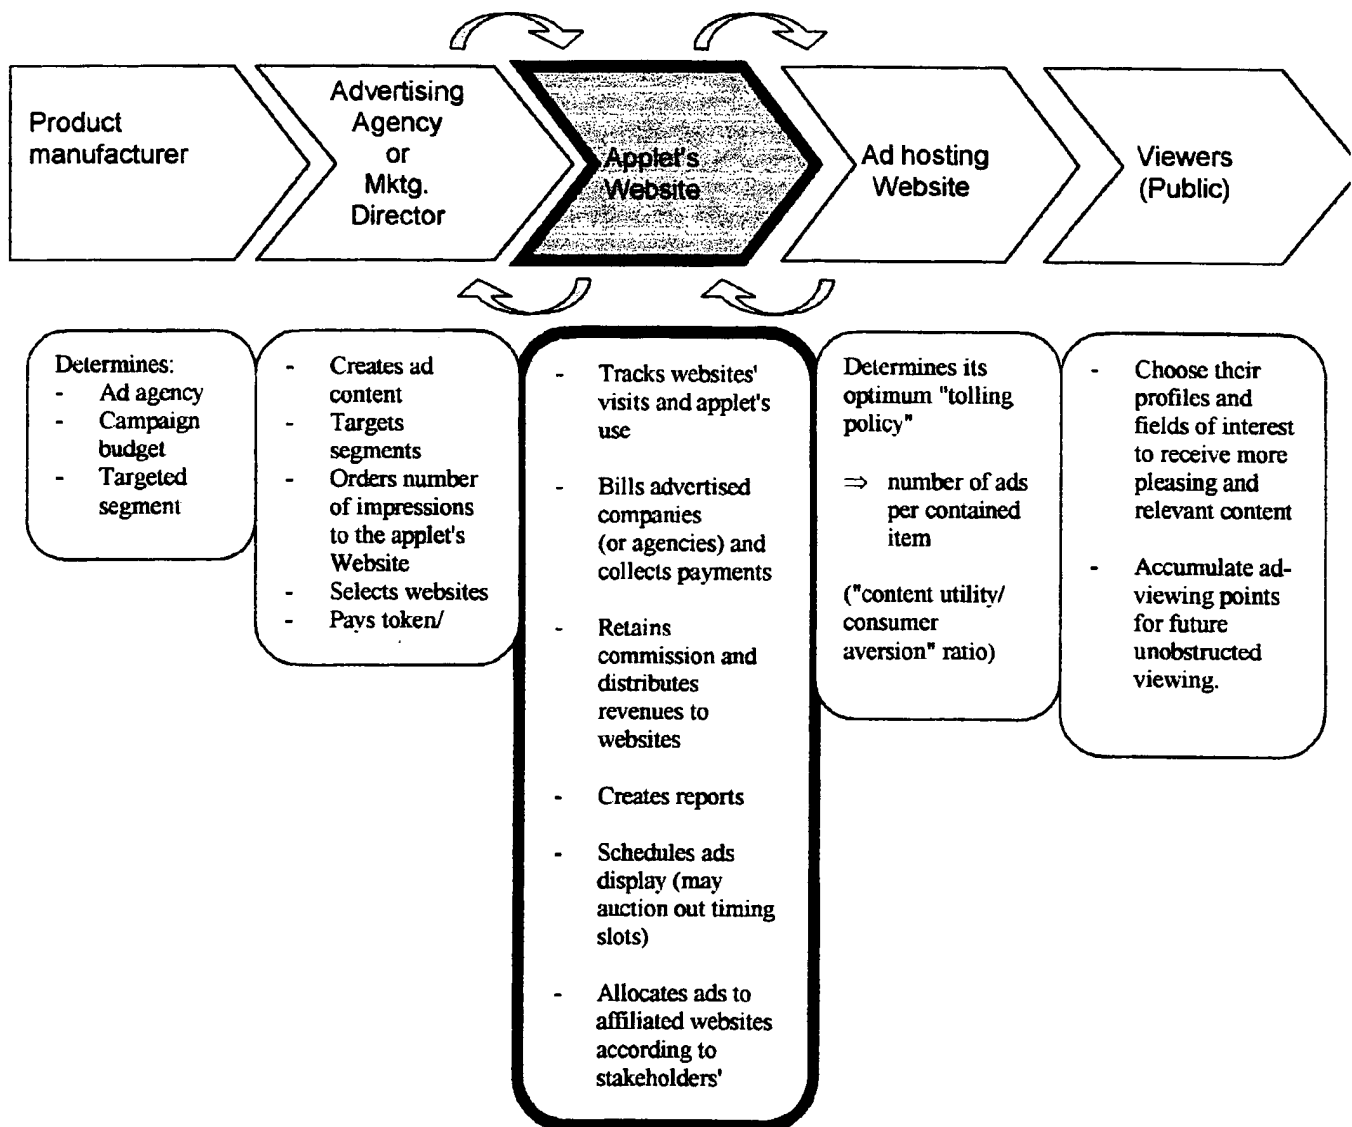 Product
manufacturer
Advertising
Agency
or
Mktg.
Director
Applet's
Website
Ad hosting
Website
Viewers
(Public)
Determines:
- Ad agency
- Campaign
budget
- Targeted
segment
- Creates ad
content
- Targets
segments
- Orders number
of impressions
to the applet's
Website
- Selects websites
- Pays token/
- Tracks websites'
visits and applet's
use
- Bills advertised
companies
(or agencies) and
collects payments
- Retains
commission and
distributes
revenues to
websites
- Creates reports
- Schedules ads
display (may
auction out timing
slots)
- Allocates ads to
affiliated websites
according to
stakeholders'
Determines its
optimum "tolling
policy"
⇒ number of ads
per contained
item
("content utility/
consumer
aversion" ratio)
- Choose their
profiles and
fields of interest
to receive more
pleasing and
relevant content
- Accumulate ad-
viewing points
for future
unobstructed
viewing.